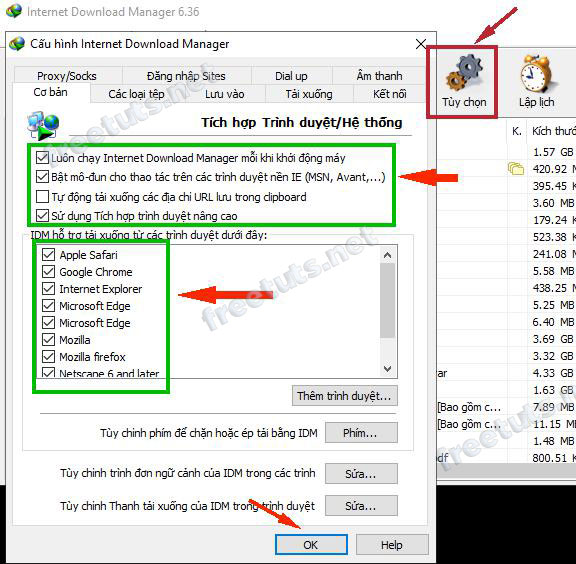 Internet Download Manager 6.36
Cấu hình Internet Download Manager
Proxy/Socks Đăng nhập Sites Dial up Âm thanh
Cơ bản Các loại tệp Lưu vào Tải xuống Kết nối
Tùy chọn
Lập lịch
Tích hợp Trình duyệt/Hệ thống
Luôn chạy Internet Download Manager mỗi khi khởi động máy
Bật mô-đun cho thao tác trên các trình duyệt nền IE (MSN, Avant,...)
Tự động tải xuống các địa chỉ URL lưu trong clipboard
Sử dụng Tích hợp trình duyệt nâng cao
IDM hỗ trợ tải xuống từ các trình duyệt dưới đây:
Apple Safari
Google Chrome
Internet Explorer
Microsoft Edge
Microsoft Edge
Mozilla
Mozilla firefox
Netscape 6 and later
Thêm trình duyệt...
Tùy chỉnh phím để chặn hoặc ép tải bằng IDM Phím...
Tùy chỉnh trình đơn ngữ cảnh của IDM trong các trình Sửa...
Tùy chỉnh Thanh tải xuống của IDM trong trình duyệt Sửa...
OK Help
K. Kích thước
1.57 GB
420.92 M
395.45
3.60 MB
179.24
523.38
241.08
5.58 MB
438.25
5.25 MB
6.40 MB
3.69 MB
3.32 GB
ar 4.33 GB
1.63 GB
[Bao gồm c... 7.89 MB
[Bao gồm c... 11.15 M
1.48 MB
odf 800.51
freetuts.net
freetuts.net
freetuts.net
freetuts.net